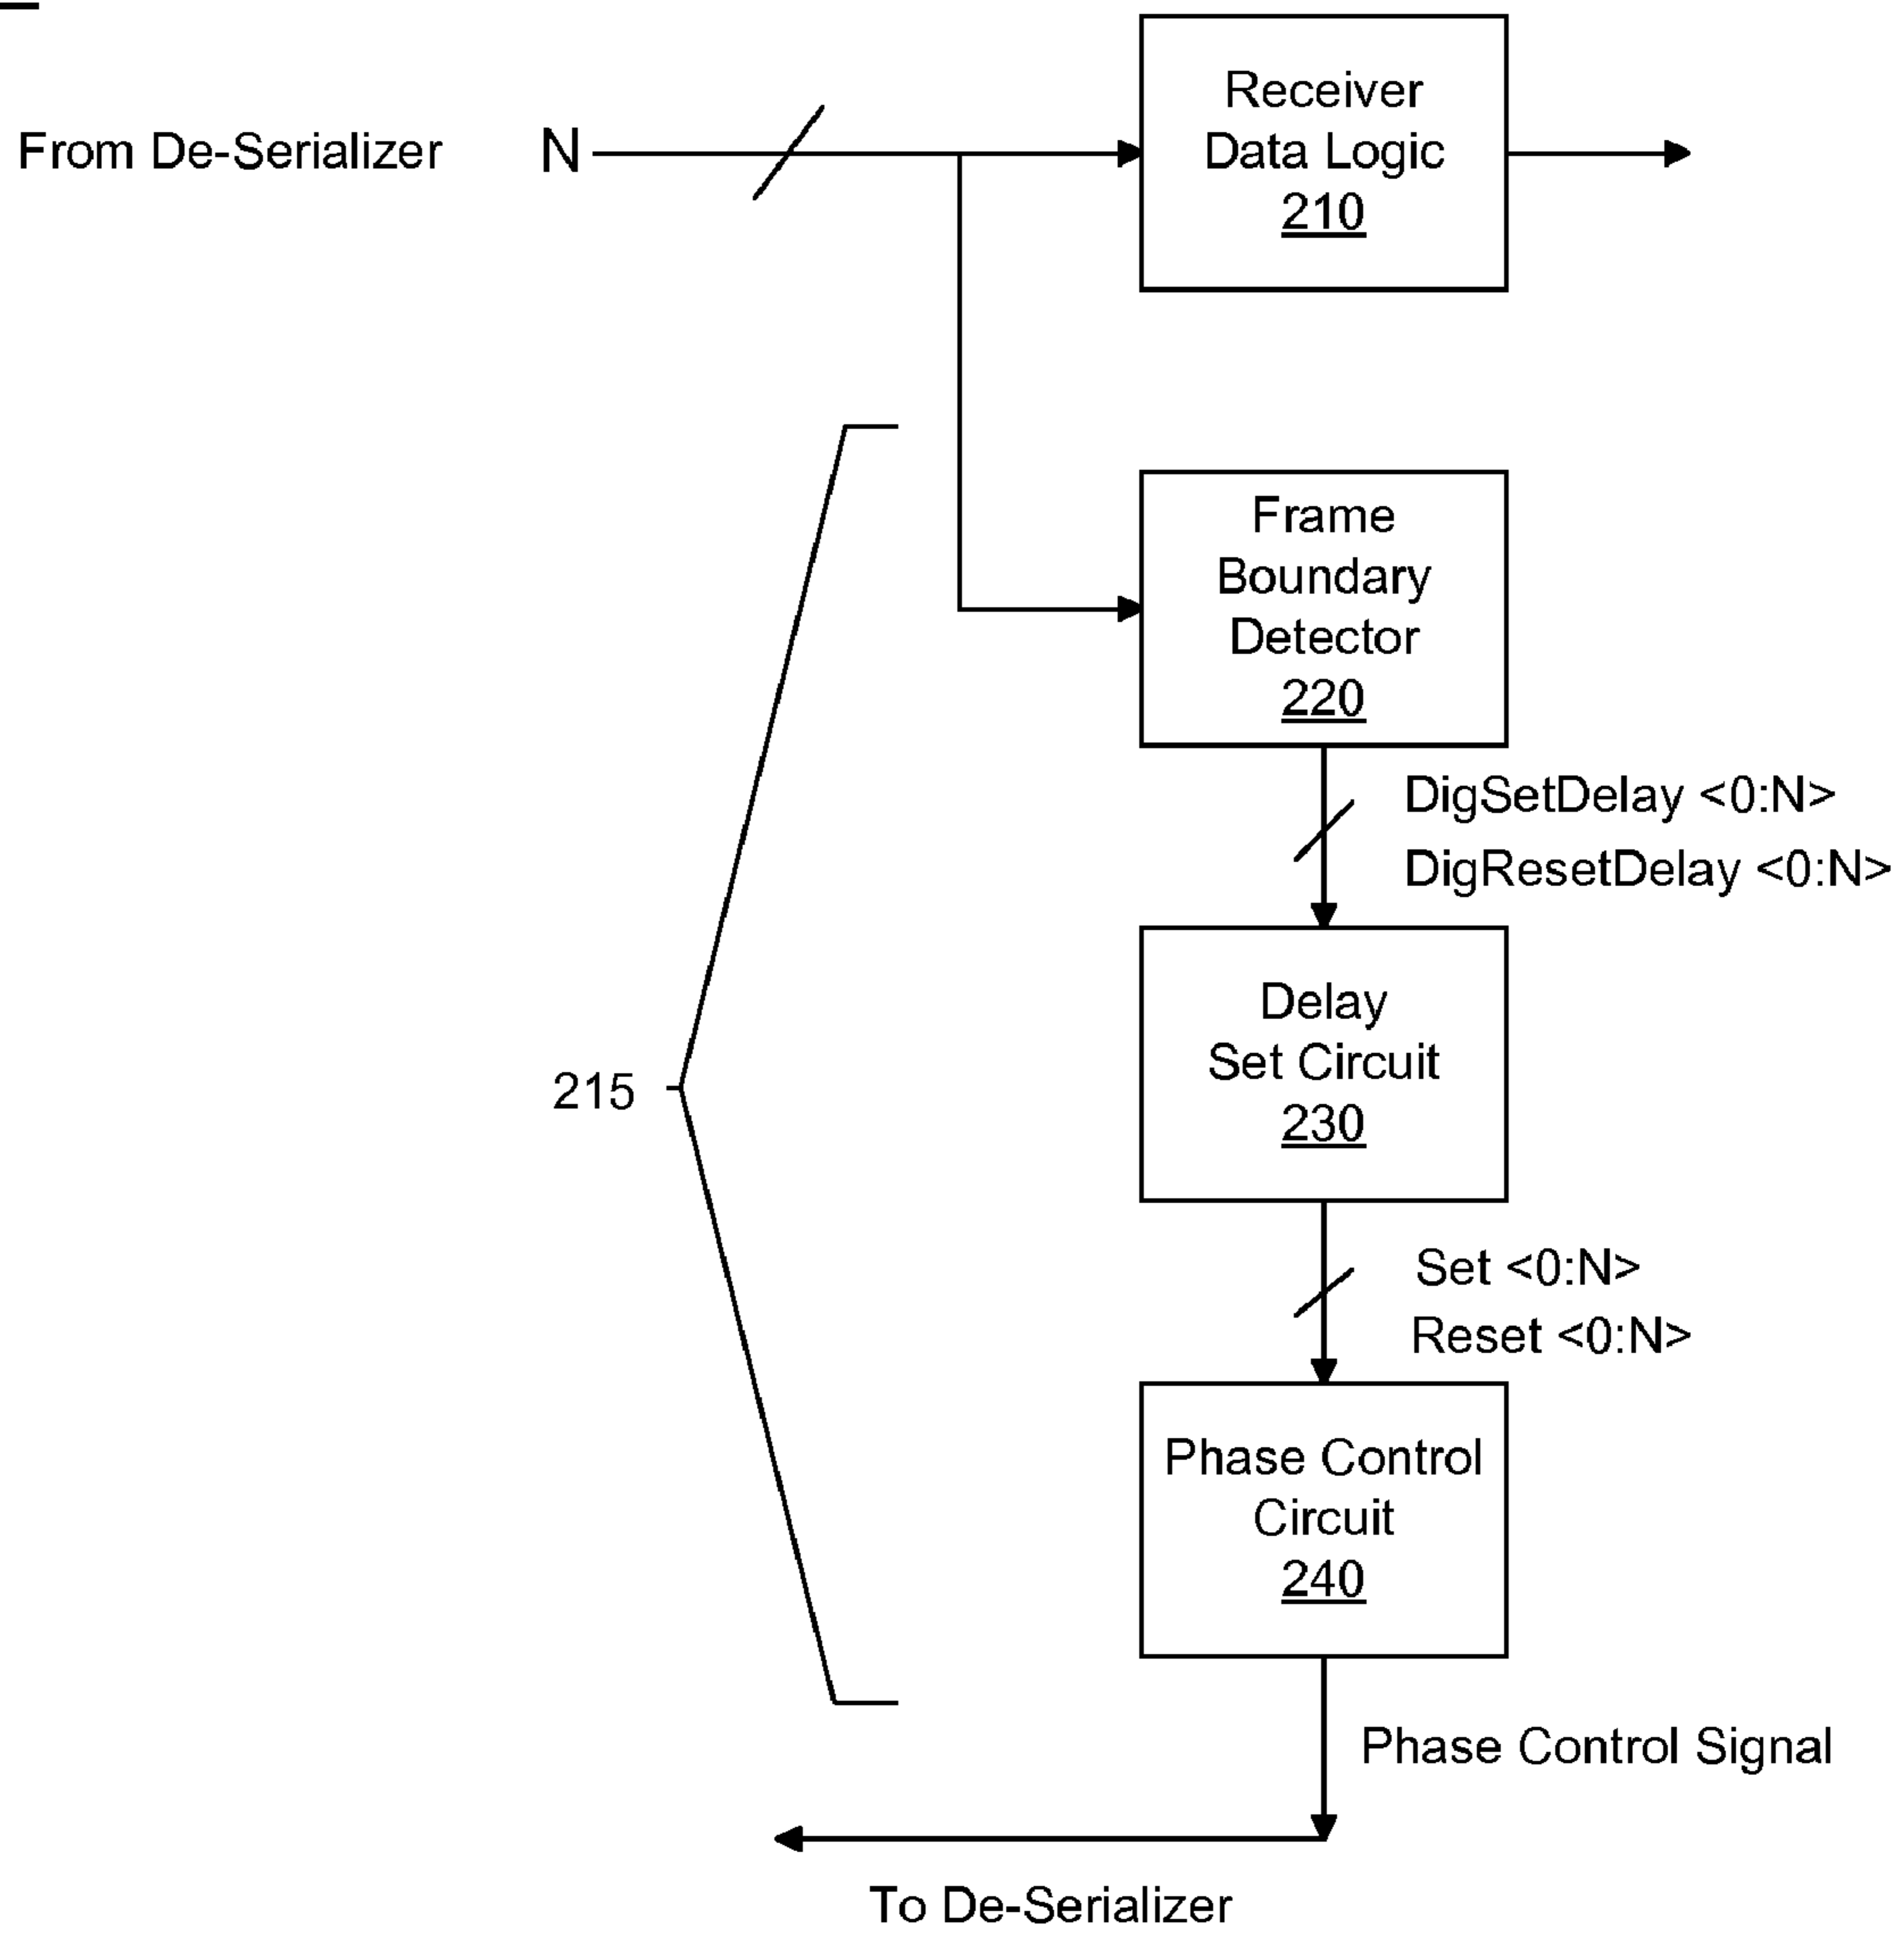 Receiver
Data Logic
210
From De-Serializer
N
Frame
Boundary
Detector
220
DigSetDelay <0:N>
DigResetDelay <0:N>
Delay
Set Circuit
230
215
Set <0:N>
Reset <0:N>
Phase Control
Circuit
240
Phase Control Signal
To De-Serializer